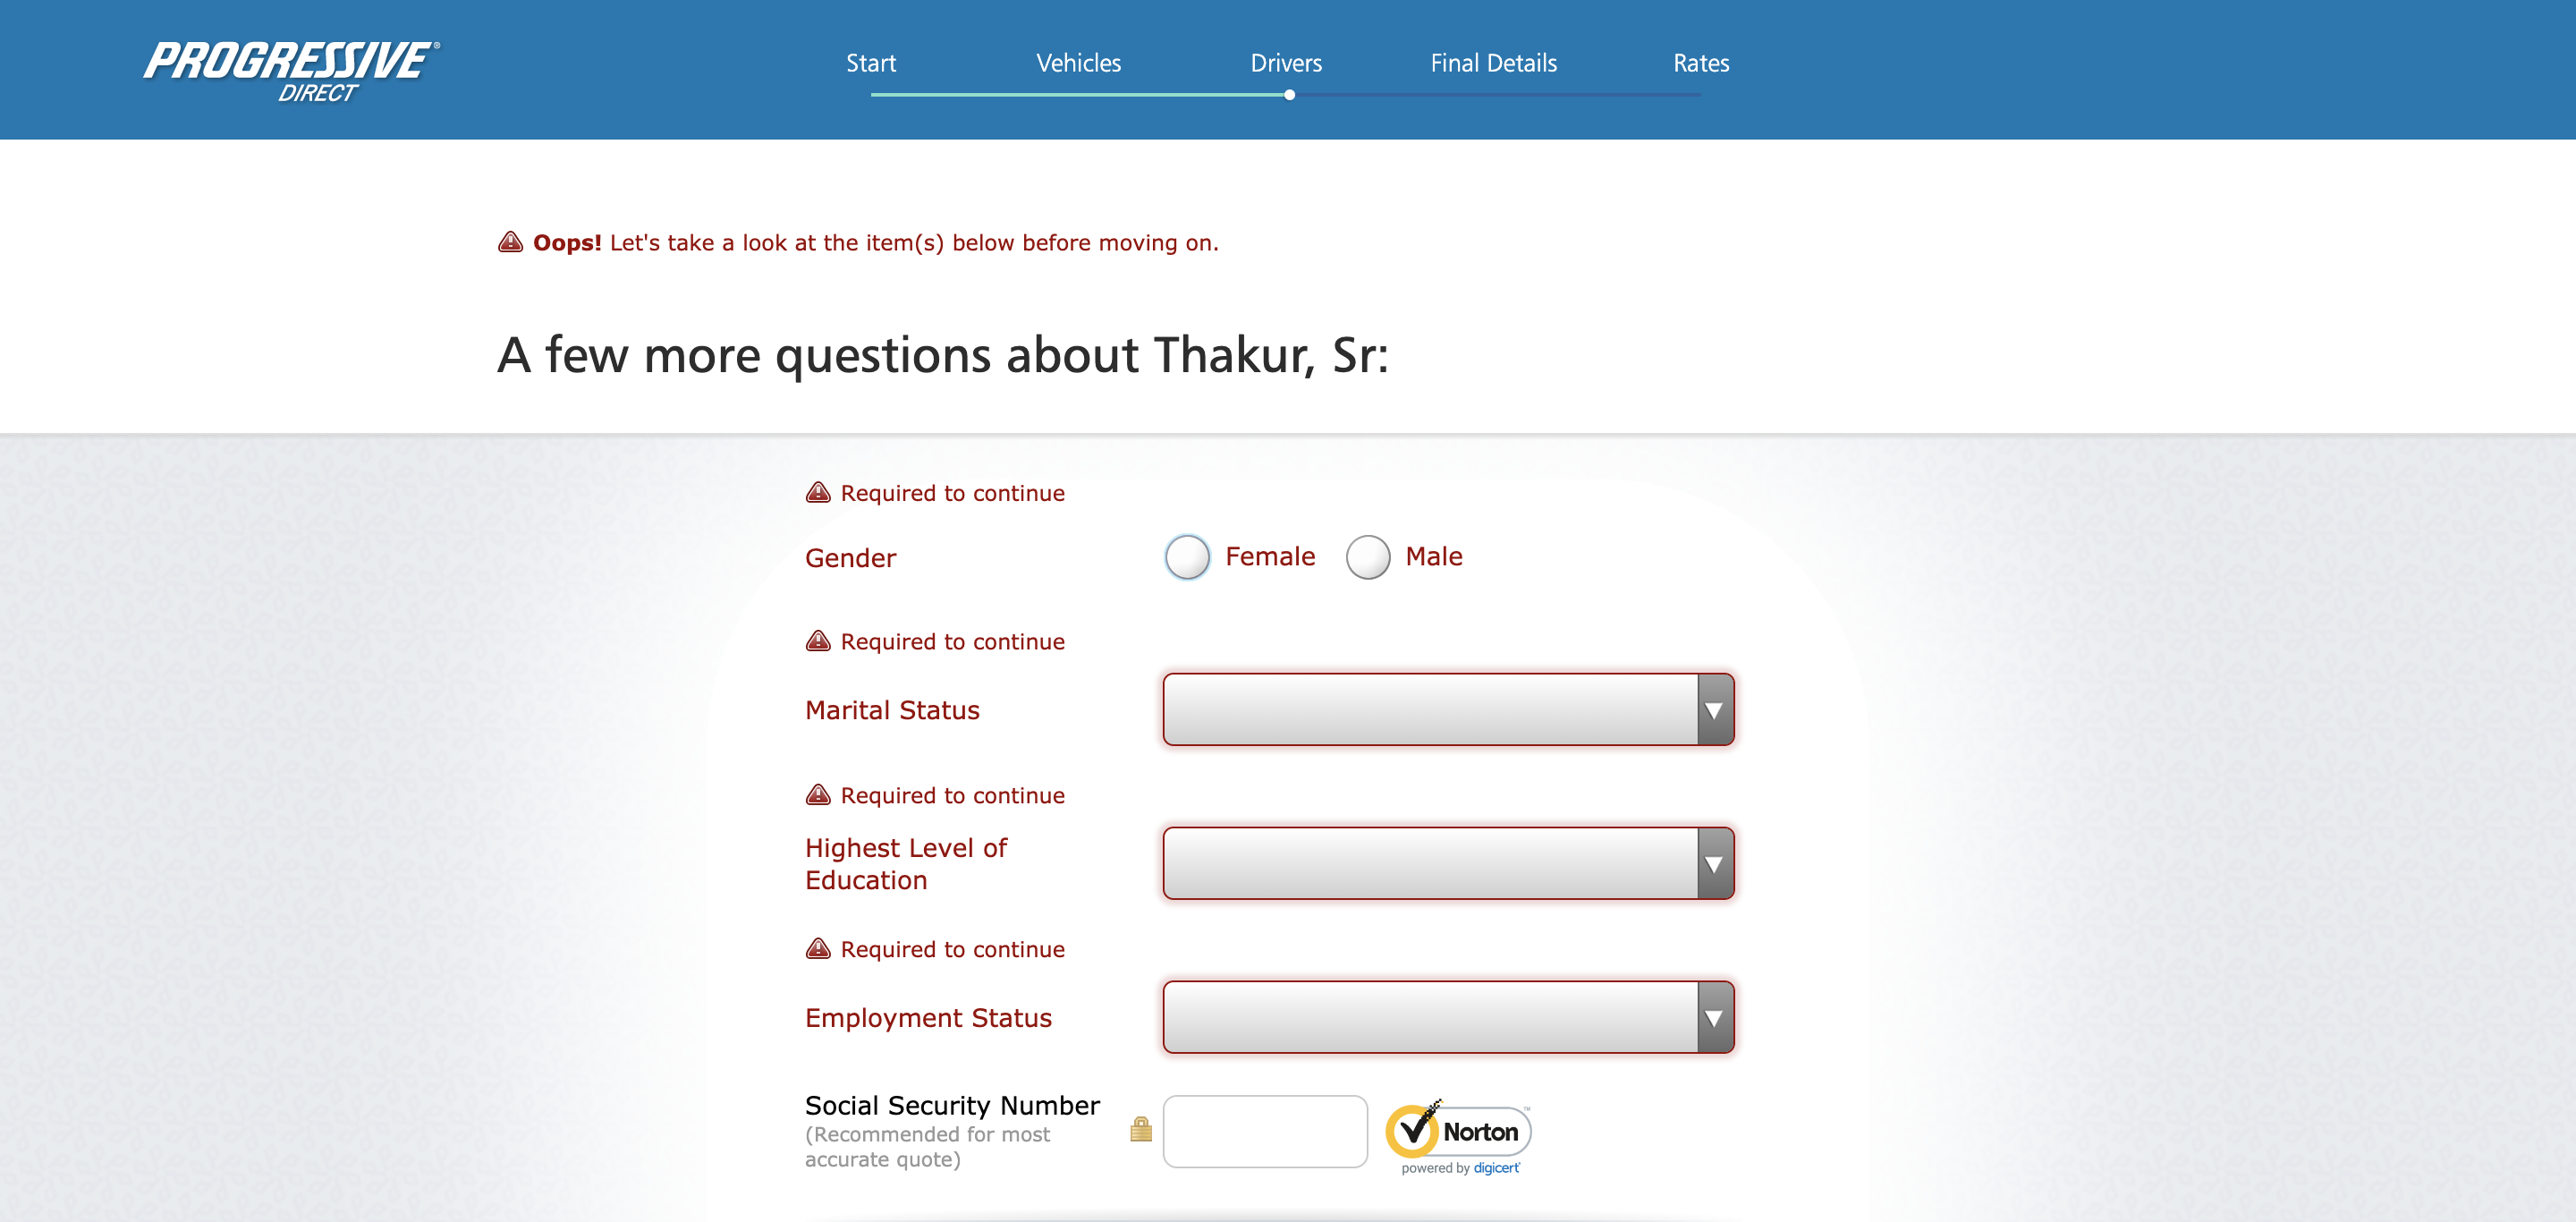 PROGRESSIVE®
DIRECT
Start Vehicles Drivers Final Details Rates
Oops! Let's take a look at the item(s) below before moving on.
A few more questions about Thakur, Sr:
Required to continue
Gender Female Male
Required to continue
Marital Status
Required to continue
Highest Level of
Education
Required to continue
Employment Status
Social Security Number
(Recommended for most
accurate quote)
Norton™
powered by digicert